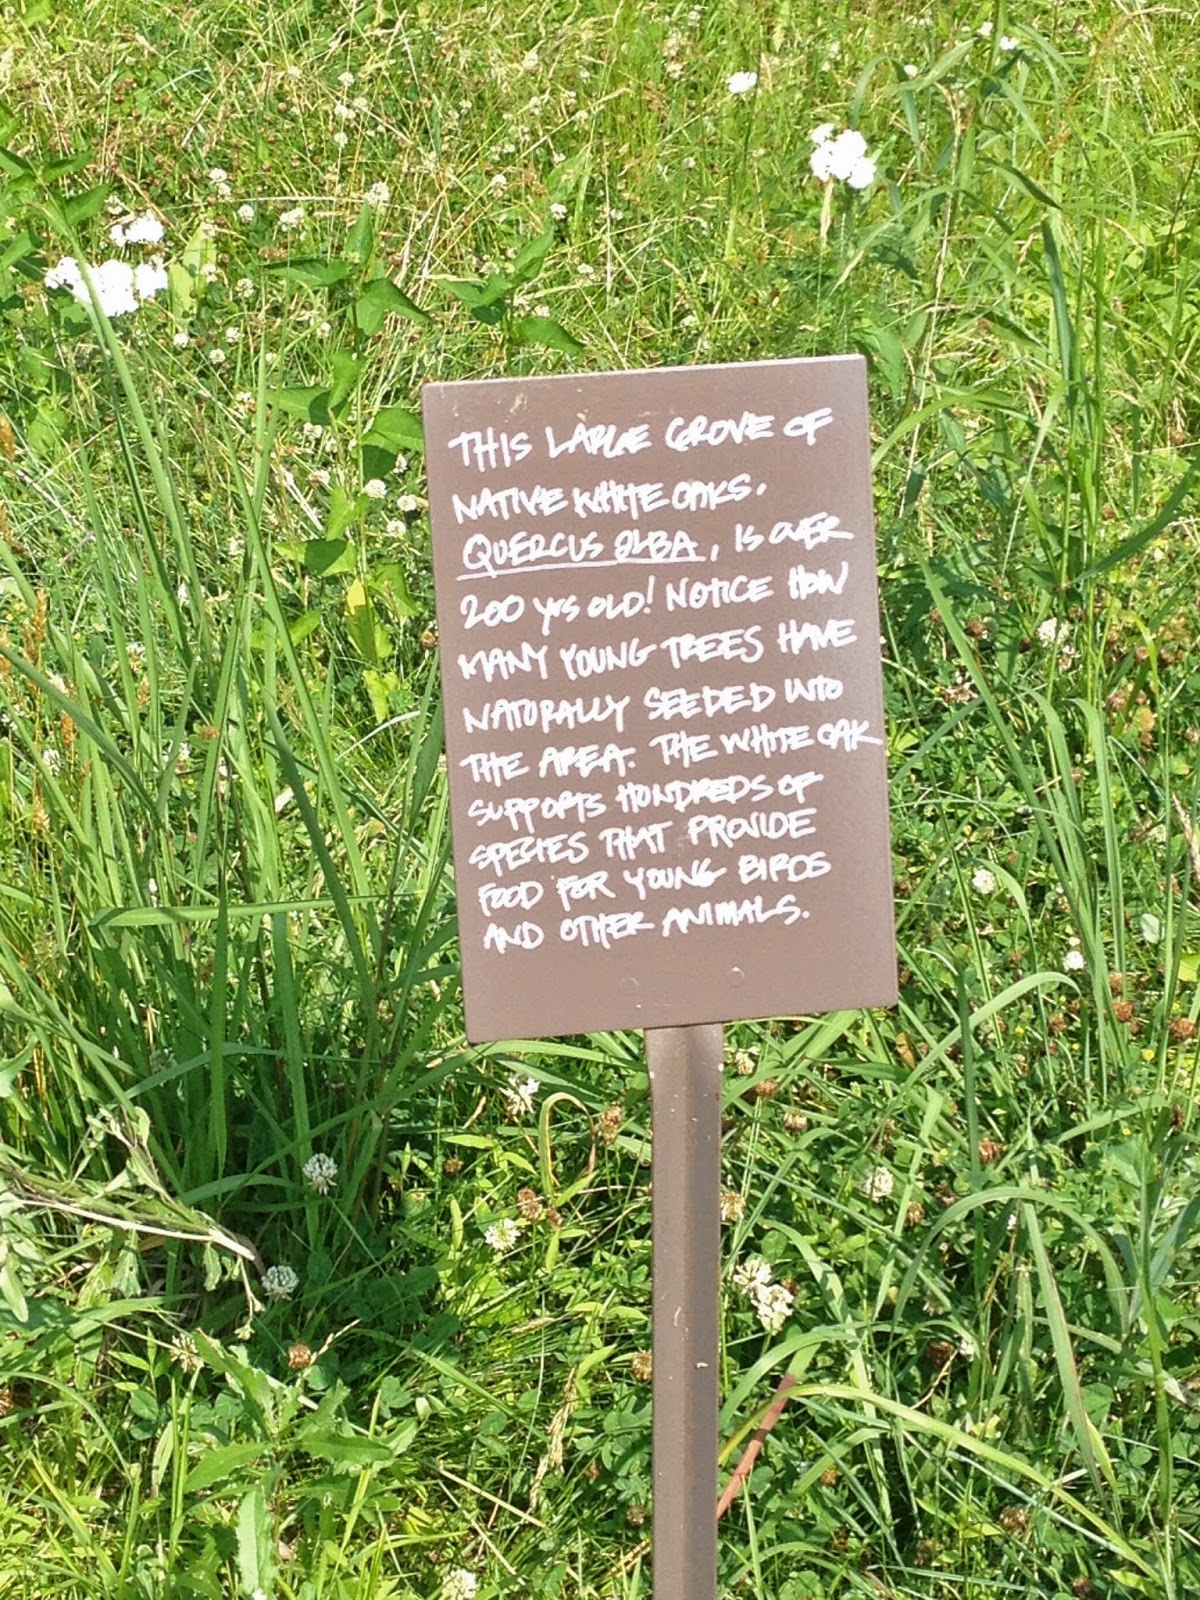 THIS LARGE GROVE OF
NATIVE WHITE OAKS.
QUERCUS ALBA, IS OVER
200 yrs OLD! NOTICE HOW
MANY YOUNG TREES HAVE
NATURALLY SEEDED INTO
THE AREA. THE WHITE OAK
SUPPORTS HUNDREDS OF
SPECIES THAT PROVIDE
FOOD FOR YOUNG BIRDS
AND OTHER ANIMALS.